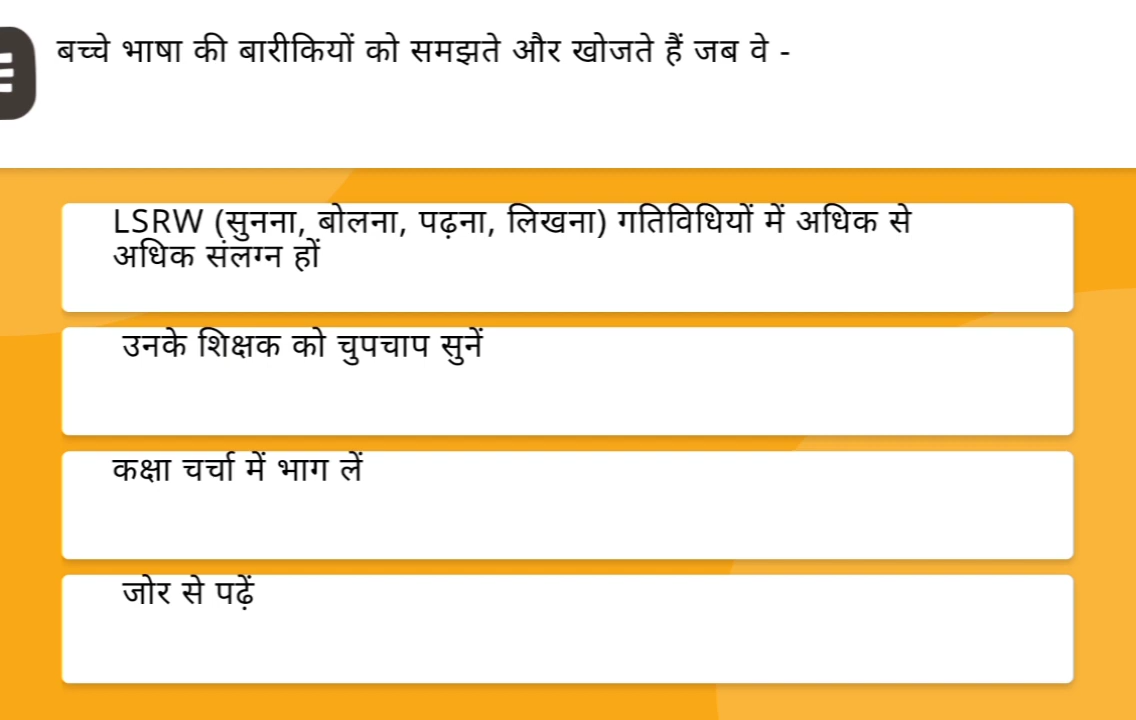 बच्चे भाषा की बारीकियों को समझते और खोजते हैं जब वे -
LSRW (सुनना, बोलना, पढ़ना, लिखना) गतिविधियों में अधिक से
अधिक संलग्न हों
उनके शिक्षक को चुपचाप सुनें
कक्षा चर्चा में भाग लें
जोर से पढ़ें